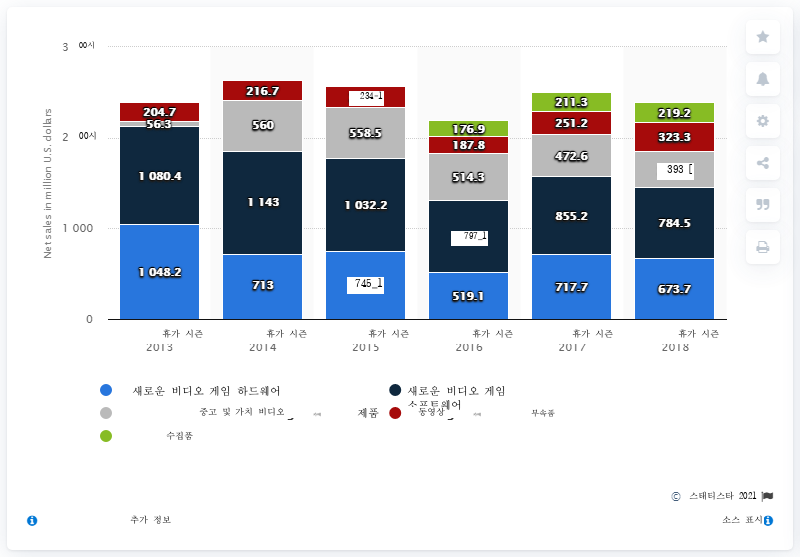 3 00시
216.7
234-1
211.3
204.7
219.2
56.3
560
176.9
251.2
323.3
2 00시
558.5
187.8
472.6
393 [
514.3
1 080.4
1 143
1 032.2
797_1
855.2
784.5
Net sales in million U.S. dollars
1 000
1 048.2
713
745_1
519.1
717.7
673.7
0
휴가 시즌 휴가 시즌 휴가 시즌 휴가 시즌 휴가 시즌 휴가 시즌
2013 2014 2015 2016 2017 2018
새로운 비디오 게임 하드웨어
새로운 비디오 게임
소프트웨어
중고 및 가치 비디오 제품
동영상 부속품
수집품
© 스태티스타 2021
추가 정보
소스 표시